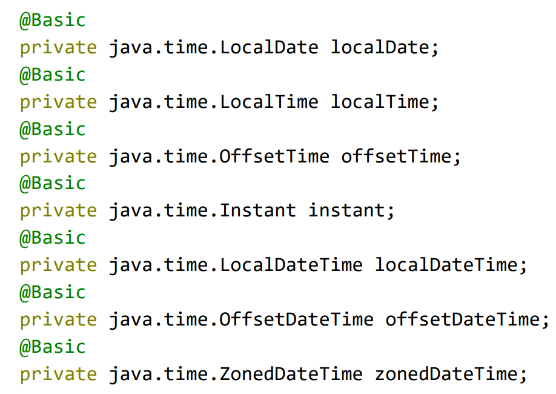 @Basic
private java.time.LocalDate localDate;
@Basic
private java.time.LocalTime localTime;
@Basic
private java.time.OffsetTime offsetTime;
@Basic
private java.time.Instant instant;
@Basic
private java.time.LocalDateTime localDateTime;
@Basic
private java.time.OffsetDateTime offsetDateTime;
@Basic
private java.time.ZonedDateTime zonedDateTime;